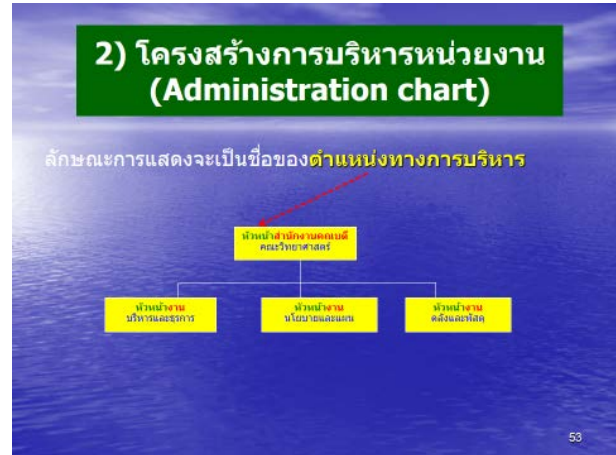 2) โครงสร้างการบริหารหน่วยงาน
(Administration chart)
ลักษณะการแสดงจะเป็นชื่อของตำแหน่งทางการบริหาร
หัวหน้าสำนักงานคณบดี
คณะวิทยาศาสตร์
หัวหน้างาน
บริหารและธุรการ
หัวหน้างาน
นโยบายและแผน
หัวหน้างาน
คลังและพัสดุ
53